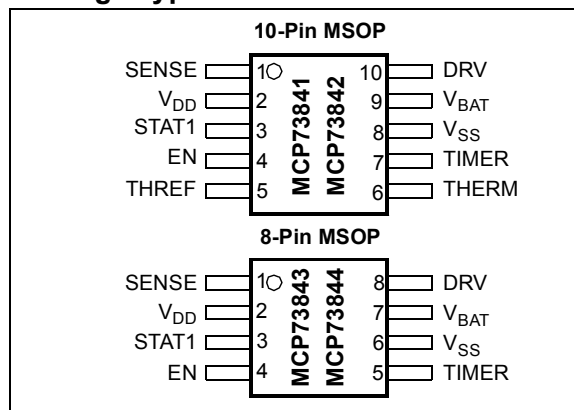 10-Pin MSOP
SENSE 1 10 DRV
VDD 2 9 VBAT
STAT1 3 8 VSS
EN 4 7 TIMER
THREF 5 6 THERM
MCP73841
MCP73842
8-Pin MSOP
SENSE 1 8 DRV
VDD 2 7 VBAT
STAT1 3 6 VSS
EN 4 5 TIMER
MCP73843
MCP73844